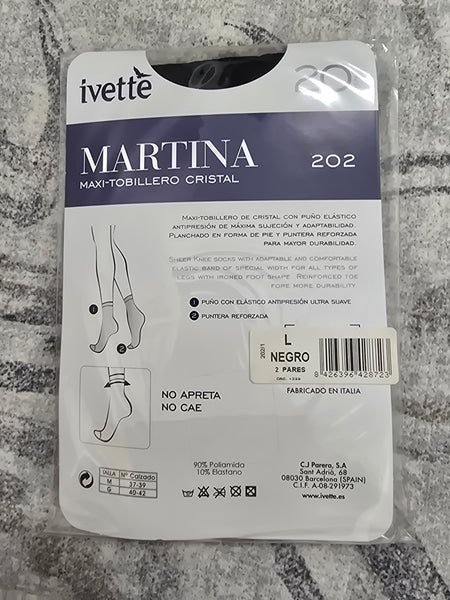 ivette
20
MARTINA
MAXI-TOBILLERO CRISTAL
202
MAXI-TOBILLERO DE CRISTAL CON PUÑO ELÁSTICO
ANTIPRESIÓN DE MÁXIMA SUJECIÓN Y ADAPTABILIDAD.
PLANCHADO EN FORMA DE PIE Y PUNTERA REFORZADA
PARA MAYOR DURABILIDAD.
SHEER KNEE SOCKS WITH ADAPTABLE AND COMFORTABLE
ELASTIC BAND OF SPECIAL WIDTH FOR ALL TYPES OF
LEGS WITH IRONED FOOT SHAPE. REINFORCED TOE
FORE MORE DURABILITY.
1 PUÑO CON ELÁSTICO ANTIPRESIÓN ULTRA SUAVE
2 PUNTERA REFORZADA
1
2
202/1
L
NEGRO
2 PARES
8 426396 428723
FABRICADO EN ITALIA
NO APRETA
NO CAE
TALLA Nº Calzado
M 37-39
G 40-42
90% Poliamida
10% Elastano
C.J Parero, S.A
Sant Adrià, 68
08030 Barcelona (SPAIN)
C.I.F. A-08-291973
www.ivette.es